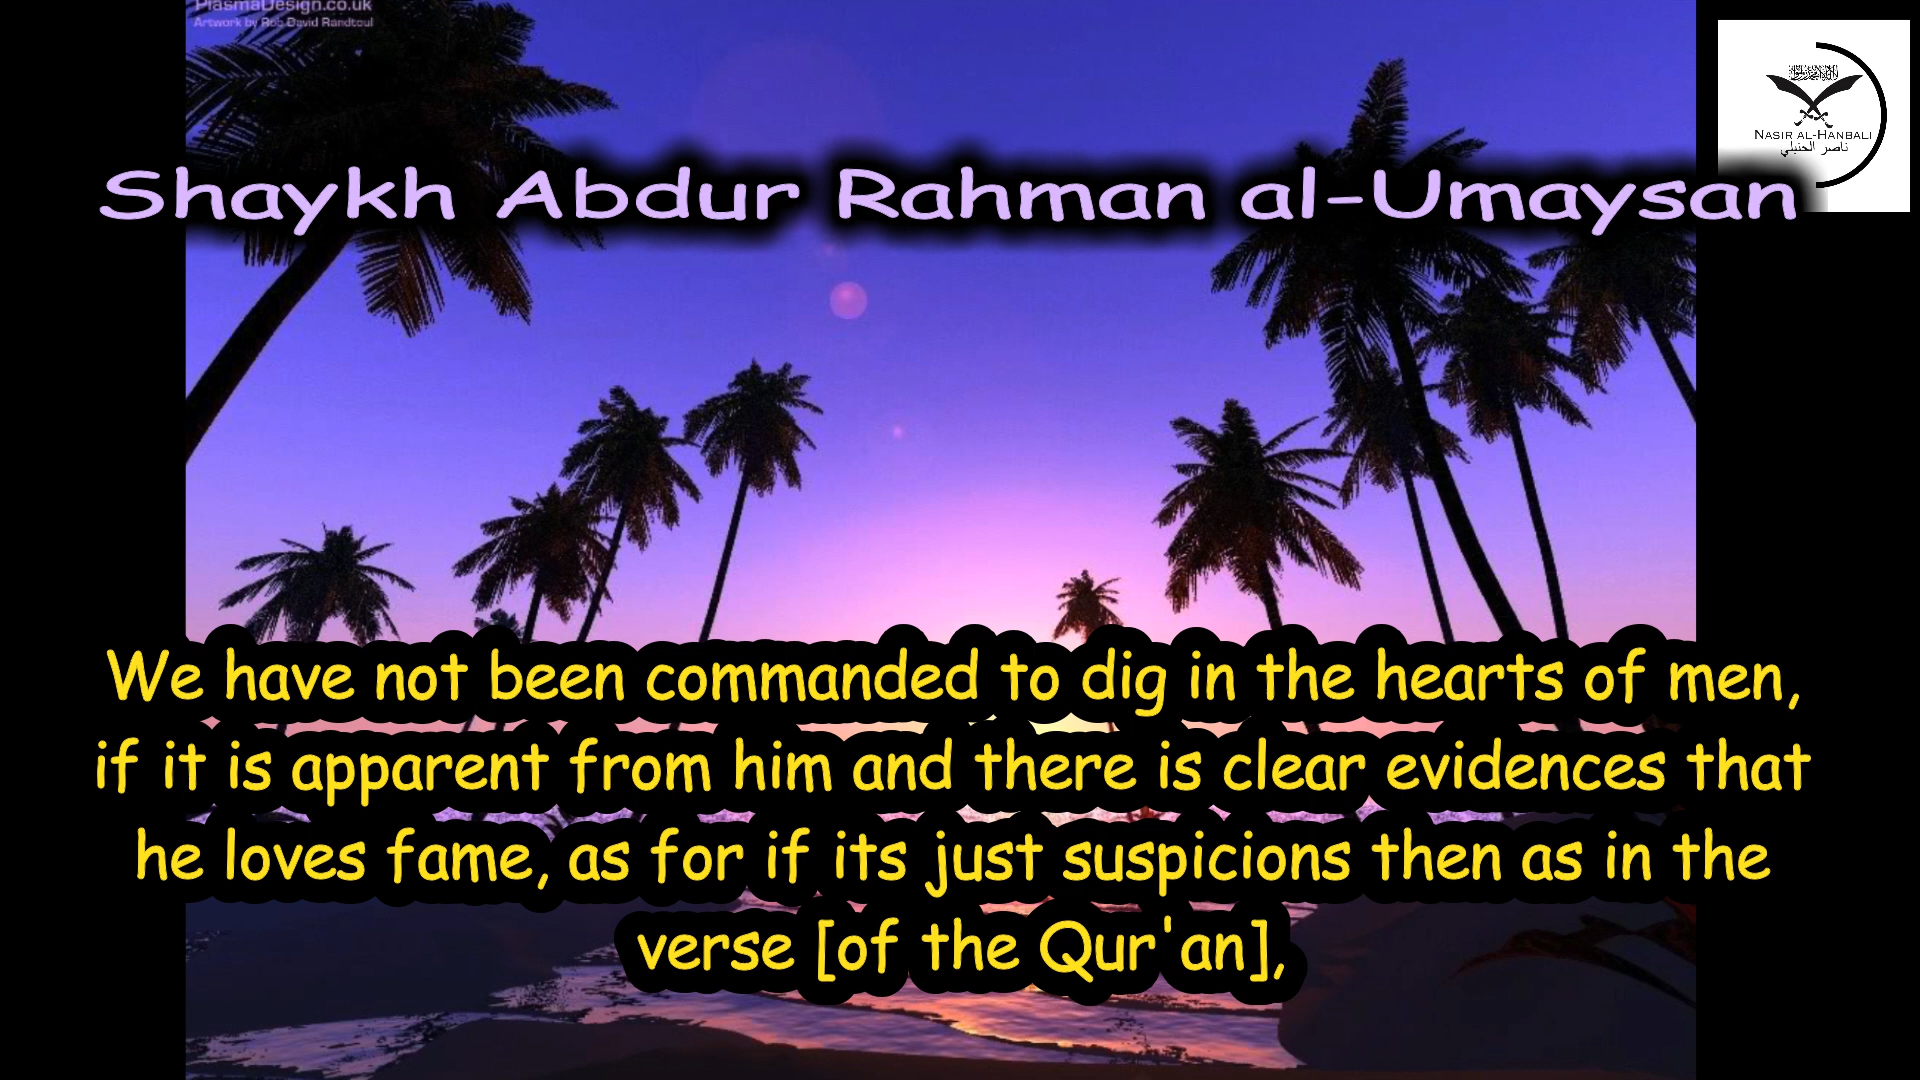 PlasmaDesign.co.uk
Artwork by Rob David Randtoul
NASIR AL-HANBALI
ناصر الحنبلي
Shaykh Abdur Rahman al-Umaysan
We have not been commanded to dig in the hearts of men,
if it is apparent from him and there is clear evidences that
he loves fame, as for if its just suspicions then as in the
verse [of the Qur'an],